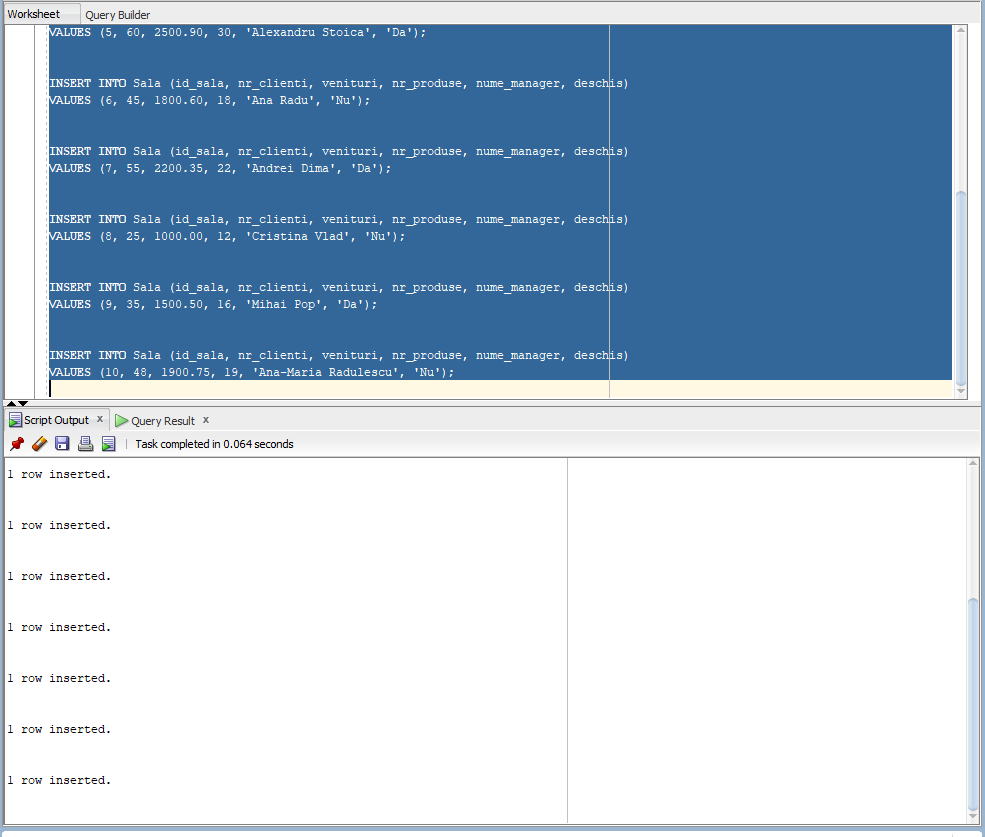 Worksheet Query Builder
VALUES (5, 60, 2500.90, 30, 'Alexandru Stoica', 'Da');
INSERT INTO Sala (id_sala, nr_clienti, venituri, nr_produse, nume_manager, deschis)
VALUES (6, 45, 1800.60, 18, 'Ana Radu', 'Nu');
INSERT INTO Sala (id_sala, nr_clienti, venituri, nr_produse, nume_manager, deschis)
VALUES (7, 55, 2200.35, 22, 'Andrei Dima', 'Da');
INSERT INTO Sala (id_sala, nr_clienti, venituri, nr_produse, nume_manager, deschis)
VALUES (8, 25, 1000.00, 12, 'Cristina Vlad', 'Nu');
INSERT INTO Sala (id_sala, nr_clienti, venituri, nr_produse, nume_manager, deschis)
VALUES (9, 35, 1500.50, 16, 'Mihai Pop', 'Da');
INSERT INTO Sala (id_sala, nr_clienti, venituri, nr_produse, nume_manager, deschis)
VALUES (10, 48, 1900.75, 19, 'Ana-Maria Radulescu', 'Nu');
Script Output x Query Result x
Task completed in 0.064 seconds
1 row inserted.
1 row inserted.
1 row inserted.
1 row inserted.
1 row inserted.
1 row inserted.
1 row inserted.